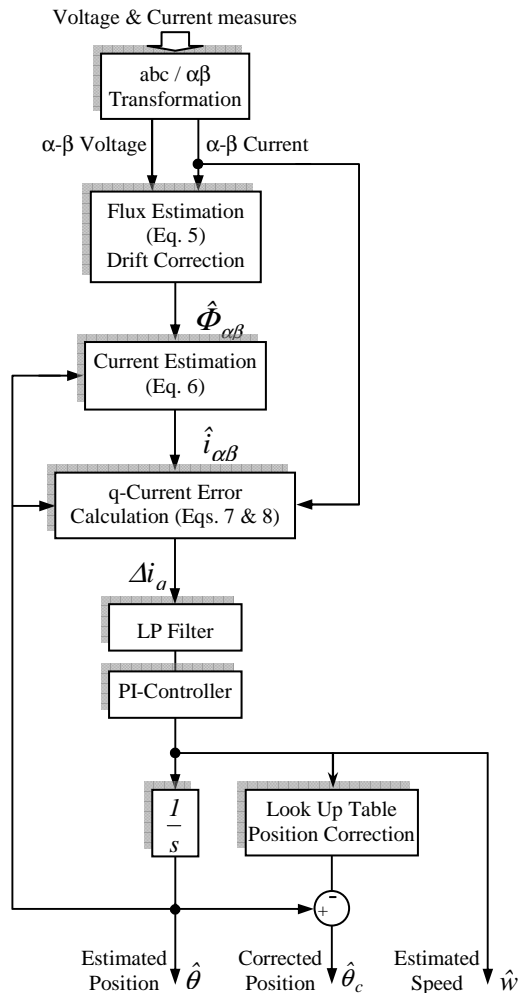 Voltage & Current measures
abc / αβ
Transformation
α-β Voltage
α-β Current
Flux Estimation
(Eq. 5)
Drift Correction
Φ̂αβ
Current Estimation
(Eq. 6)
îαβ
q-Current Error
Calculation (Eqs. 7 & 8)
Δiq
LP Filter
PI-Controller
1
s
Look Up Table
Position Correction
-
+
Estimated
Position
θ̂
Corrected
Position
θ̂c
Estimated
Speed
ŵ